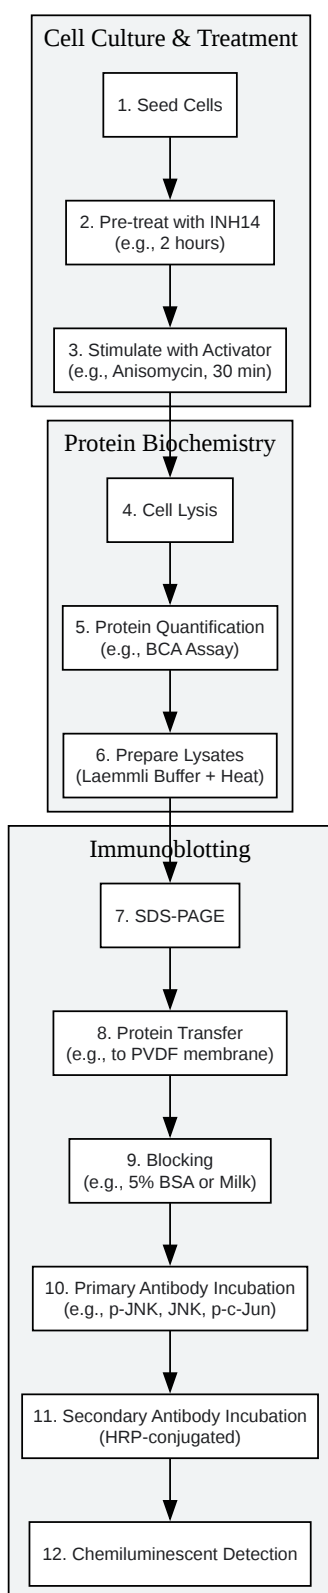 Cell Culture & Treatment
1. Seed Cells
2. Pre-treat with INH14
(e.g., 2 hours)
3. Stimulate with Activator
(e.g., Anisomycin, 30 min)
Protein Biochemistry
4. Cell Lysis
5. Protein Quantification
(e.g., BCA Assay)
6. Prepare Lysates
(Laemmli Buffer + Heat)
Immunoblotting
7. SDS-PAGE
8. Protein Transfer
(e.g., to PVDF membrane)
9. Blocking
(e.g., 5% BSA or Milk)
10. Primary Antibody Incubation
(e.g., p-JNK, JNK, p-c-Jun)
11. Secondary Antibody Incubation
(HRP-conjugated)
12. Chemiluminescent Detection